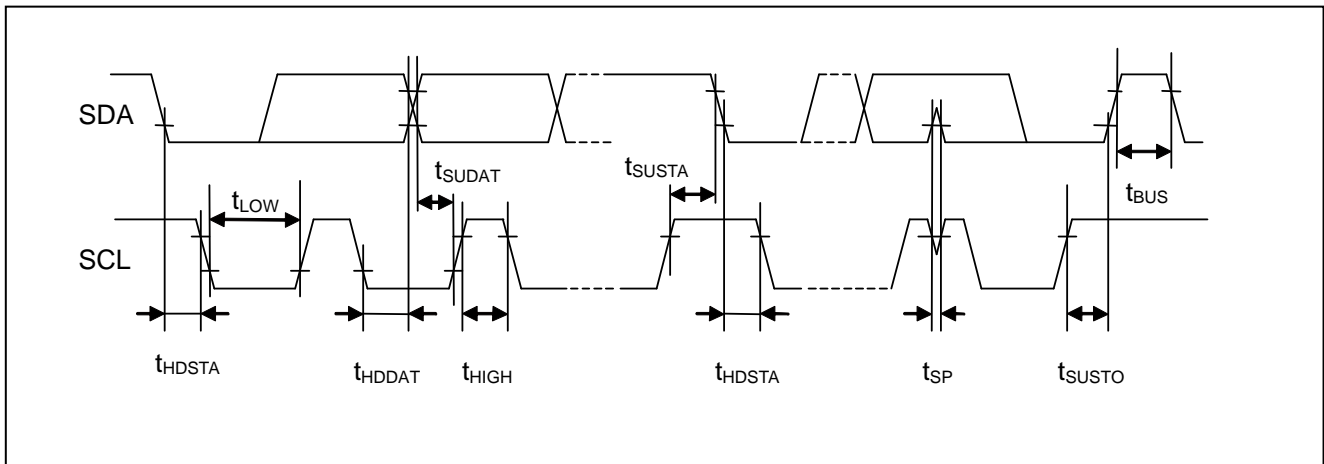 SDA
tSUDAT
tSUSTA
tBUS
tLOW
SCL
tHDSTA
tHDDAT
tHIGH
tHDSTA
tSP
tSUSTO